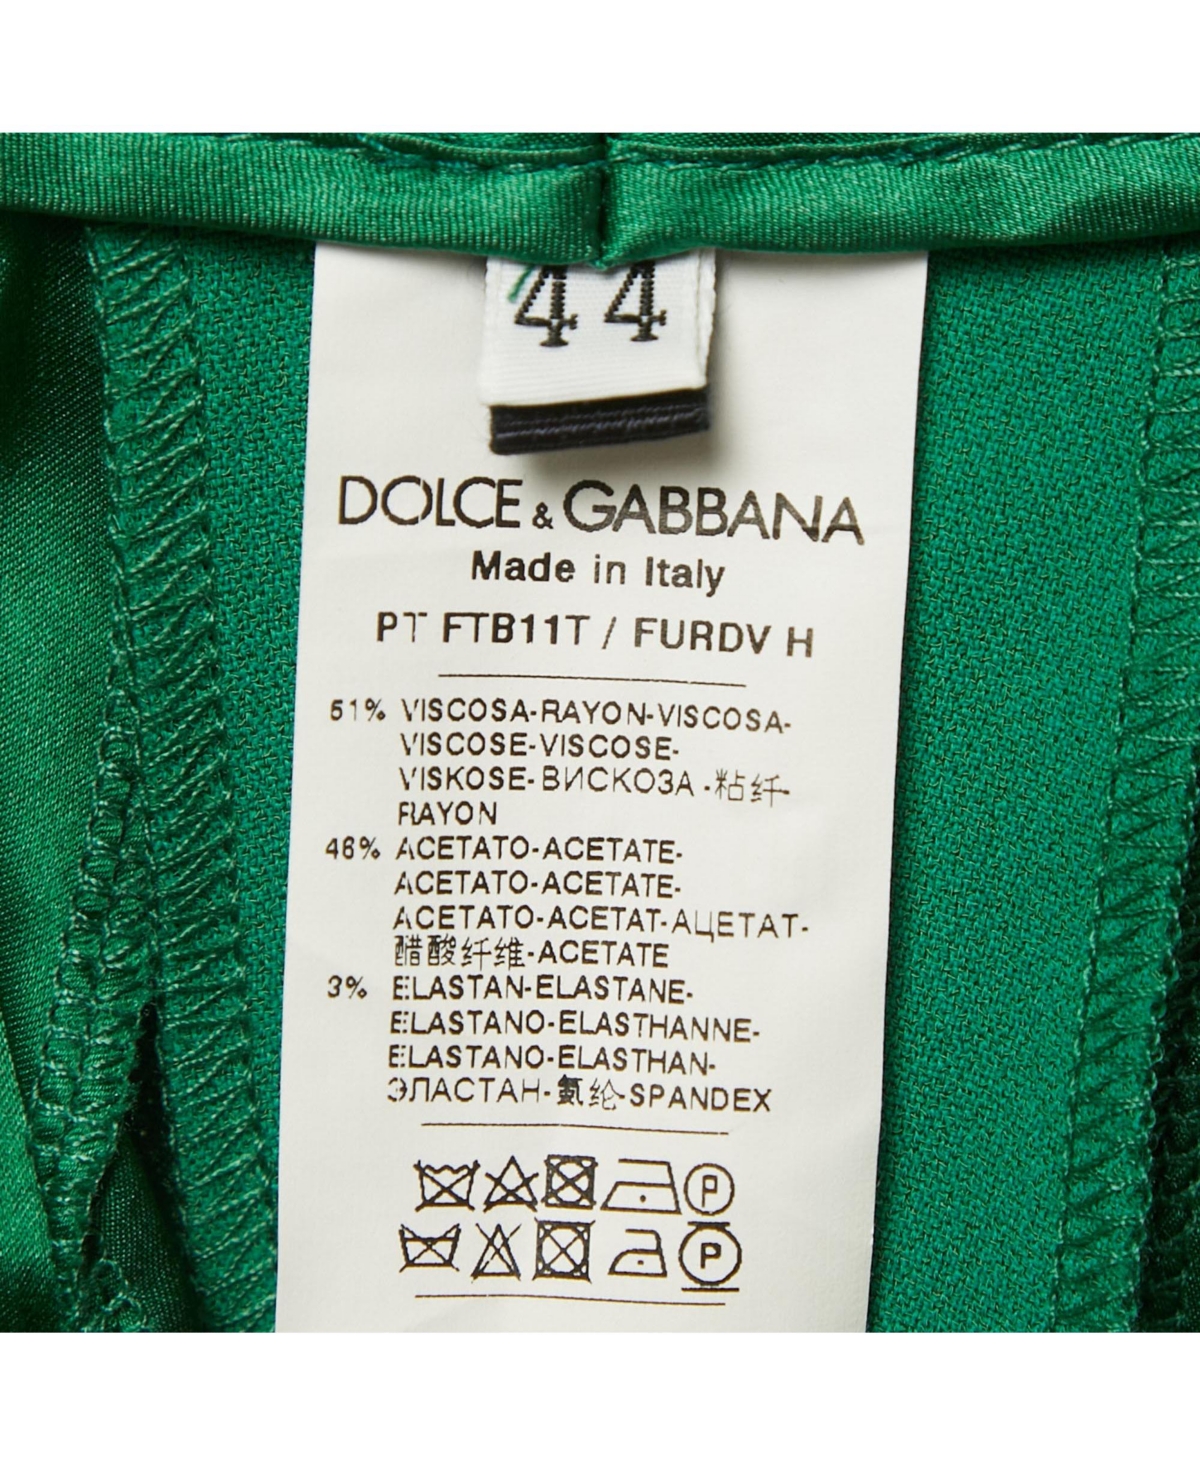 44
DOLCE & GABBANA
Made in Italy
PT FTB11T / FURDV H
51% VISCOSA-RAYON-VISCOSA-
VISCOSE-VISCOSE-
VISKOSE-ВИСКОЗА-粘纤-
RAYON
46% ACETATO-ACETATE-
ACETATO-ACETATE-
ACETATO-ACETAT-АЦЕТАТ-
醋酸纤维-ACETATE
3% ELASTAN-ELASTANE-
ELASTANO-ELASTHANNE-
ELASTANO-ELASTHAN-
ЭЛАСТАН-氨纶-SPANDEX
P
P